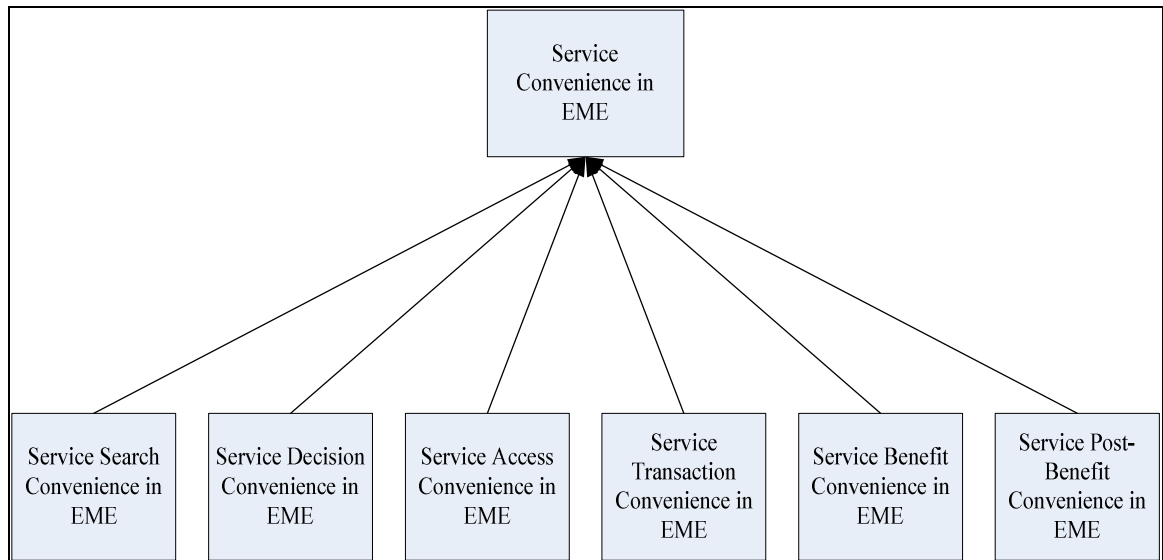 Service
Convenience in
EME
Service Search
Convenience in
EME
Service Decision
Convenience in
EME
Service Access
Convenience in
EME
Service
Transaction
Convenience in
EME
Service Benefit
Convenience in
EME
Service Post-
Benefit
Convenience in
EME